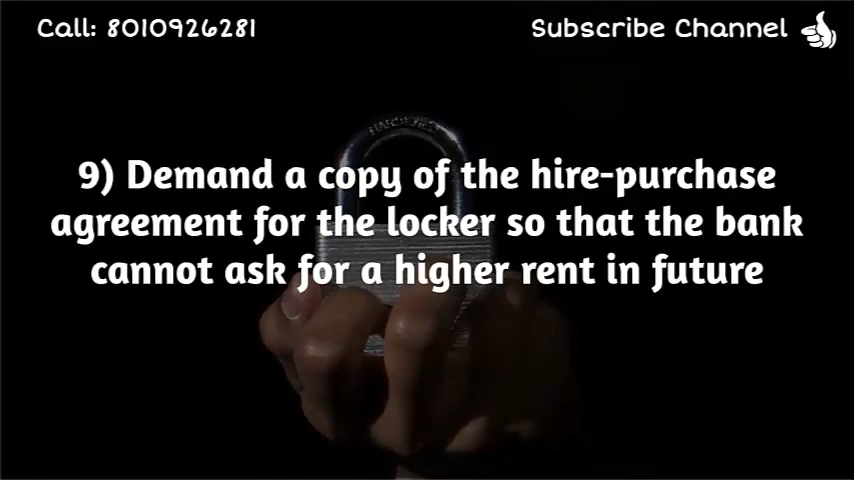 Call: 8010926281
Subscribe Channel
9) Demand a copy of the hire-purchase
agreement for the locker so that the bank
cannot ask for a higher rent in future